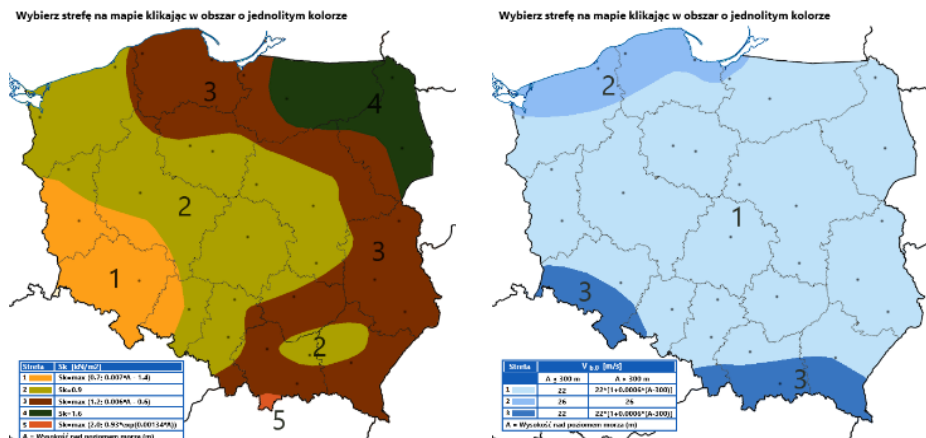 Wybierz strefę na mapie klikając w obszar o jednolitym kolorze
3
4
2
1
3
2
5
Strefa Sk [kN/m2]
1 Sk=max (0.7; 0.007*A - 1.4)
2 Sk=0.9
3 Sk=max (1.2; 0.006*A - 0.6)
4 Sk=1.6
5 Sk=max (2.0; 0.93*exp(0.00134*A))
A = Wysokość nad poziomem morza (m)
Wybierz strefę na mapie klikając w obszar o jednolitym kolorze
2
1
3
3
Strefa V b,0 [m/s]
A ≤ 300 m A > 300 m
1 22 22*[1+0.0006*(A-300)]
2 26 26
3 22 22*[1+0.0006*(A-300)]
A = Wysokość nad poziomem morza (m)